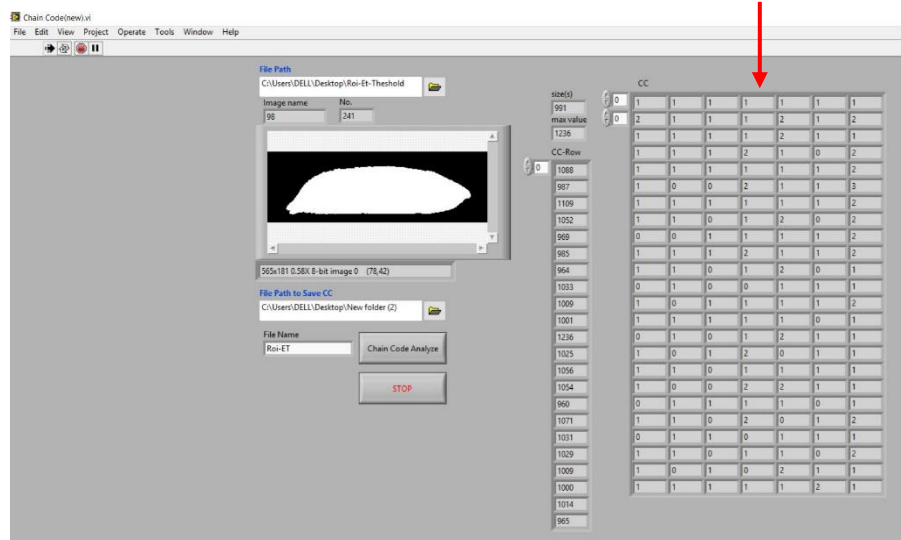 Chain Code(new).vi
File Edit View Project Operate Tools Window Help
File Path
C:\Users\DELL\Desktop\Roi-Et-Theshold
Image name No.
98 241
565x181 0.58X 8-bit image 0 (78,42)
File Path to Save CC
C:\Users\DELL\Desktop\New folder (2)
File Name
Roi-ET
Chain Code Analyze
STOP
size(s)
991
max value
1236
CC-Row
0
1088
987
1109
1052
969
985
964
1033
1009
1001
1236
1025
1056
1054
960
1071
1031
1029
1009
1000
1014
965
CC
0
0
1 1 1 1 1 1 1
2 1 1 1 2 1 2
1 1 1 1 2 1 1
1 1 1 2 1 0 2
1 1 1 1 1 1 2
1 0 0 2 1 1 3
1 1 1 1 1 1 2
1 1 0 1 2 0 2
0 0 1 1 1 1 2
1 1 1 2 1 1 2
1 1 0 1 2 0 1
0 1 0 0 1 1 1
1 0 1 1 1 1 2
1 1 1 1 1 0 1
0 1 0 1 2 1 1
1 0 1 2 0 1 1
1 1 0 1 1 1 1
1 0 0 2 2 1 1
0 1 1 1 1 0 1
1 1 0 2 0 1 2
0 1 1 0 1 1 1
1 1 0 1 1 0 2
1 0 1 0 2 1 1
1 1 1 1 1 2 1